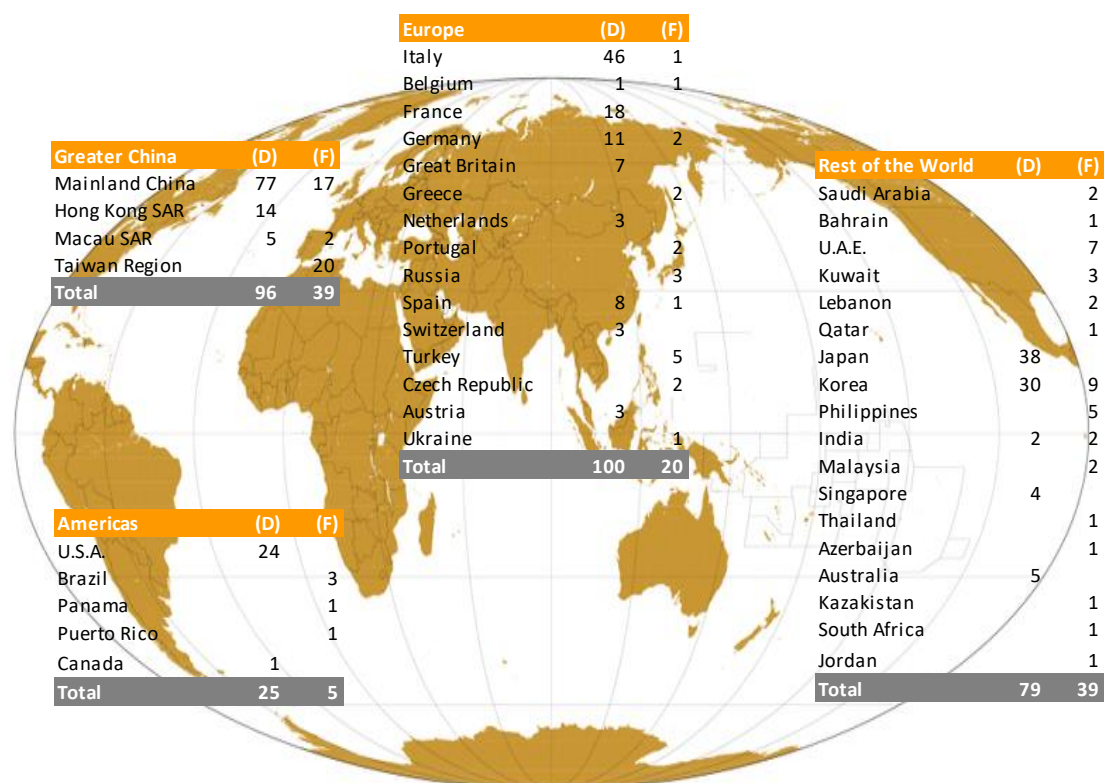 Europe (D) (F)
Italy 46 1
Belgium 1 1
France 18
Germany 11 2
Great Britain 7
Greece 2
Netherlands 3
Portugal 2
Russia 3
Spain 8 1
Switzerland 3
Turkey 5
Czech Republic 2
Austria 3
Ukraine 1
Total 100 20
Greater China (D) (F)
Mainland China 77 17
Hong Kong SAR 14
Macau SAR 5 2
Taiwan Region 20
Total 96 39
Rest of the World (D) (F)
Saudi Arabia 2
Bahrain 1
U.A.E. 7
Kuwait 3
Lebanon 2
Qatar 1
Japan 38
Korea 30 9
Philippines 5
India 2 2
Malaysia 2
Singapore 4
Thailand 1
Azerbaijan 1
Australia 5
Kazakistan 1
South Africa 1
Jordan 1
Total 79 39
Americas (D) (F)
U.S.A. 24
Brazil 3
Panama 1
Puerto Rico 1
Canada 1
Total 25 5